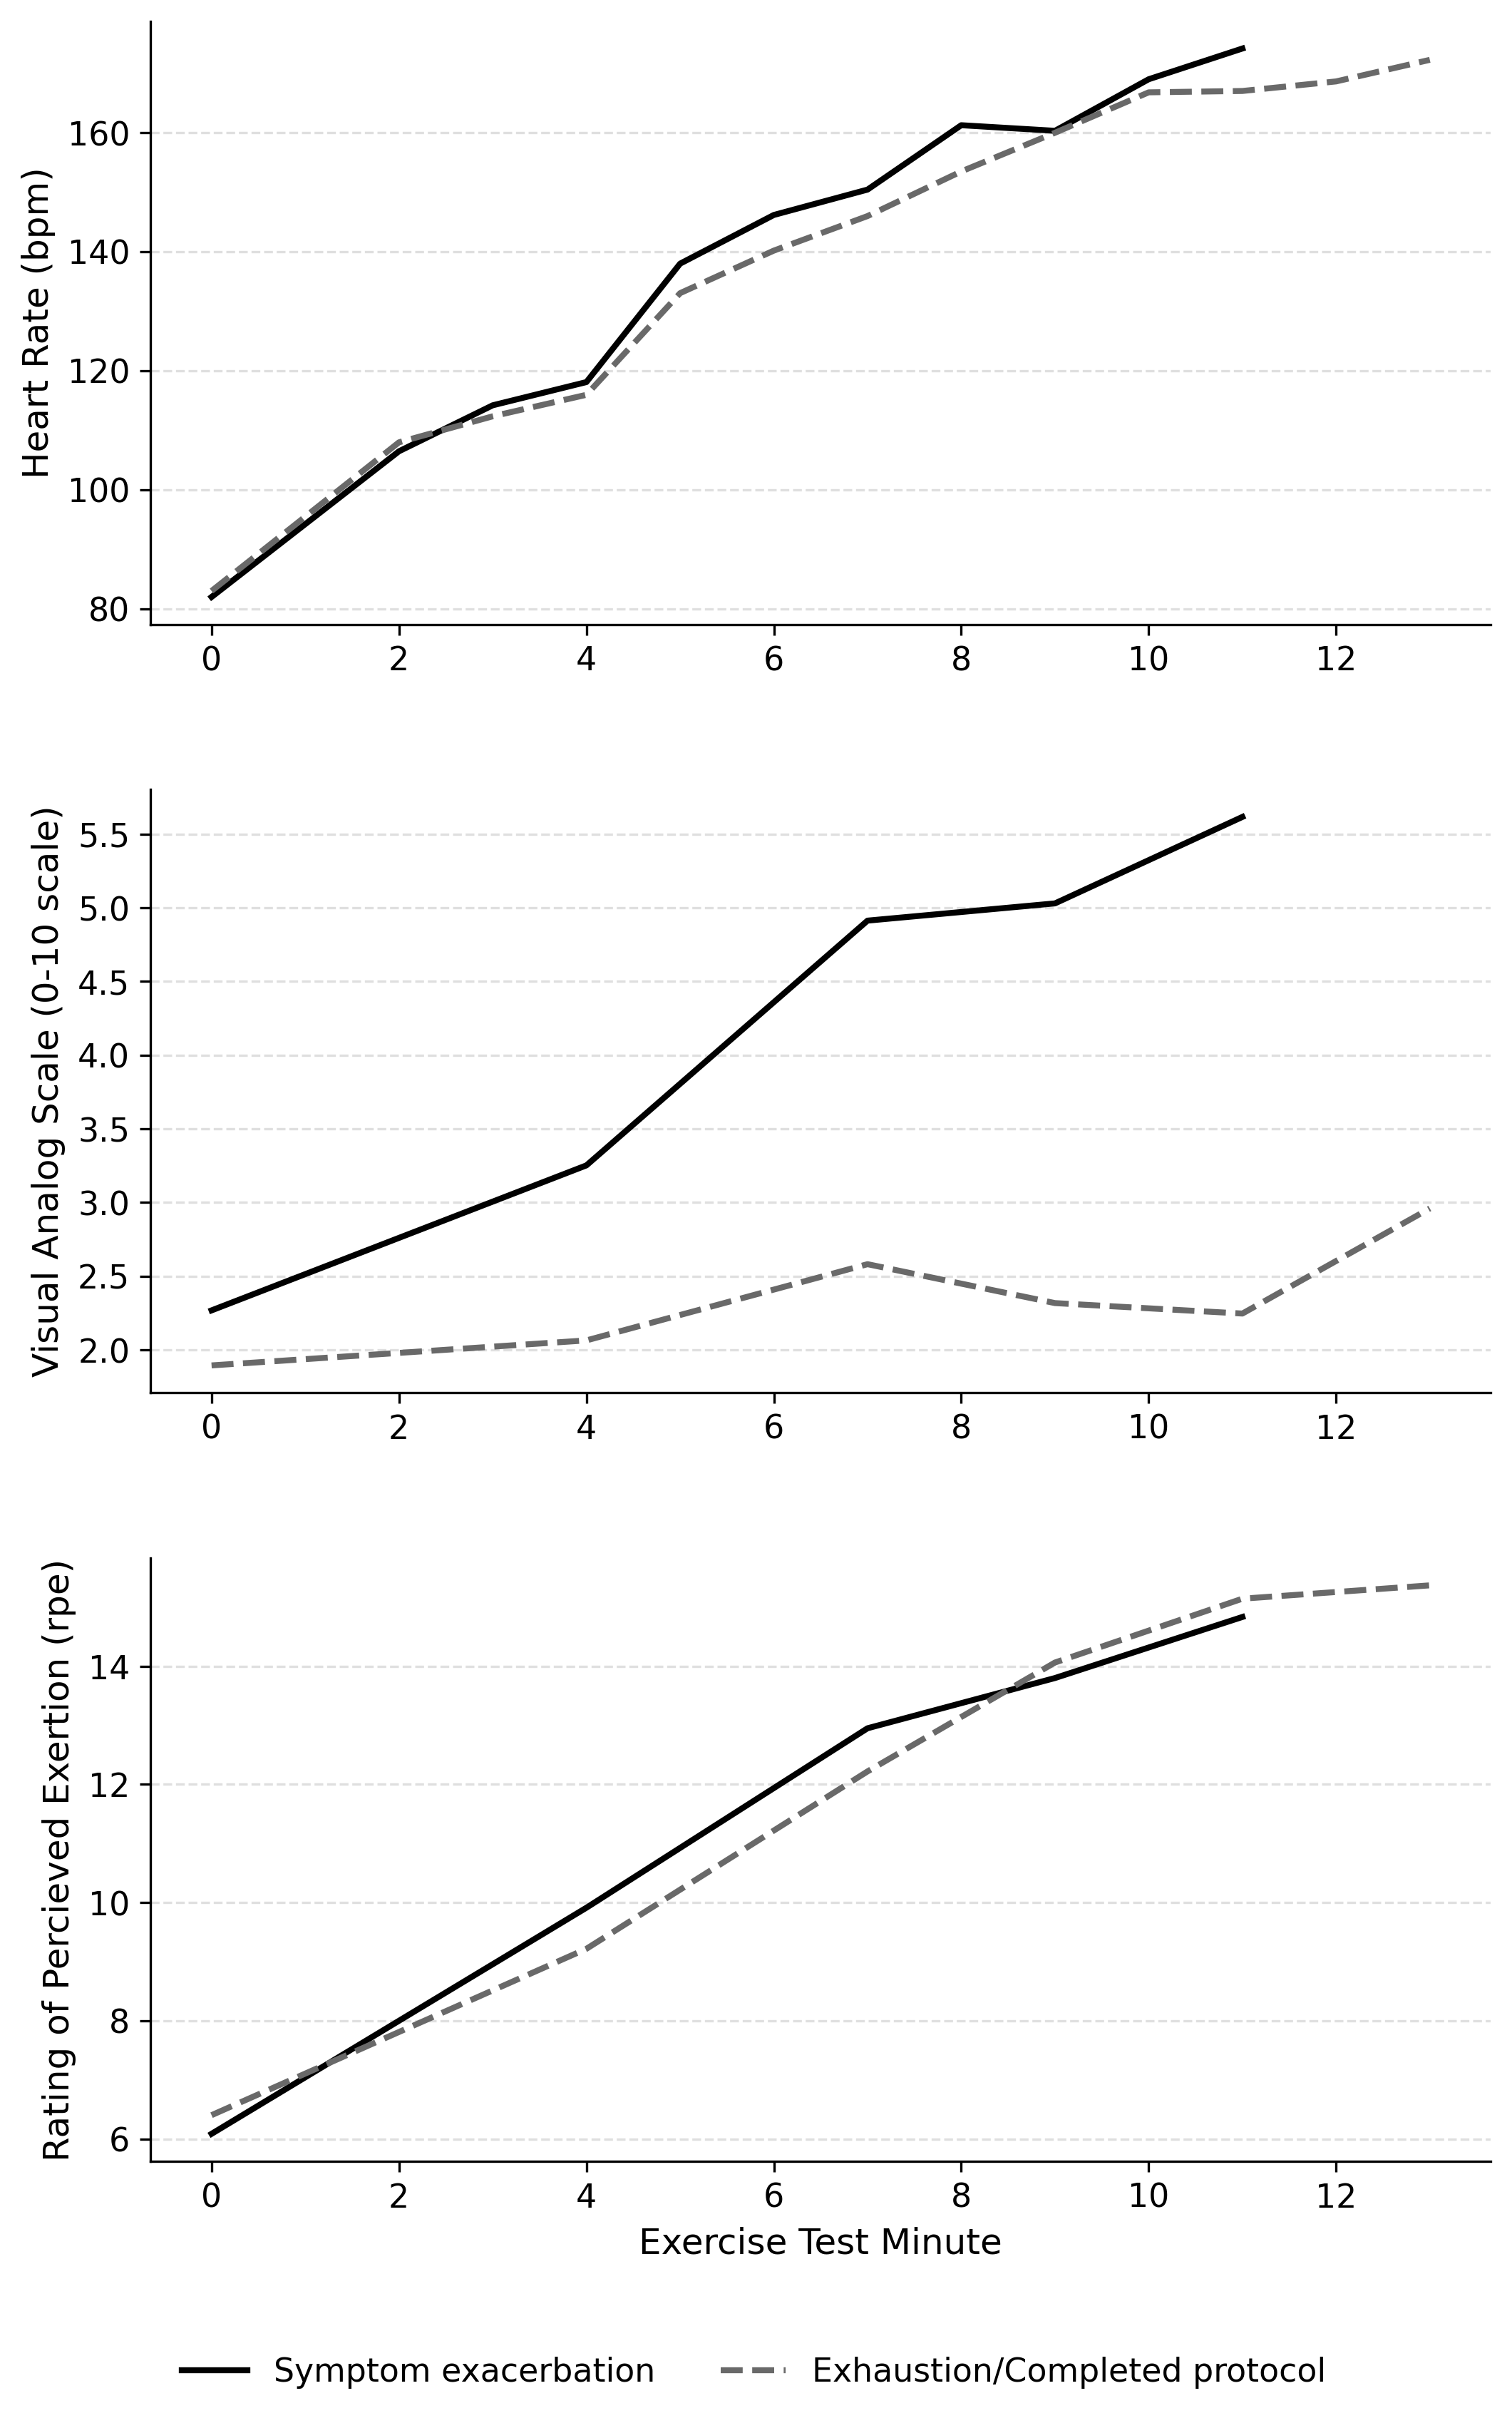 Heart Rate (bpm)
160
140
120
100
80
0 2 4 6 8 10 12
Visual Analog Scale (0-10 scale)
5.5
5.0
4.5
4.0
3.5
3.0
2.5
2.0
0 2 4 6 8 10 12
Rating of Percieved Exertion (rpe)
14
12
10
8
6
0 2 4 6 8 10 12
Exercise Test Minute
Symptom exacerbation Exhaustion/Completed protocol